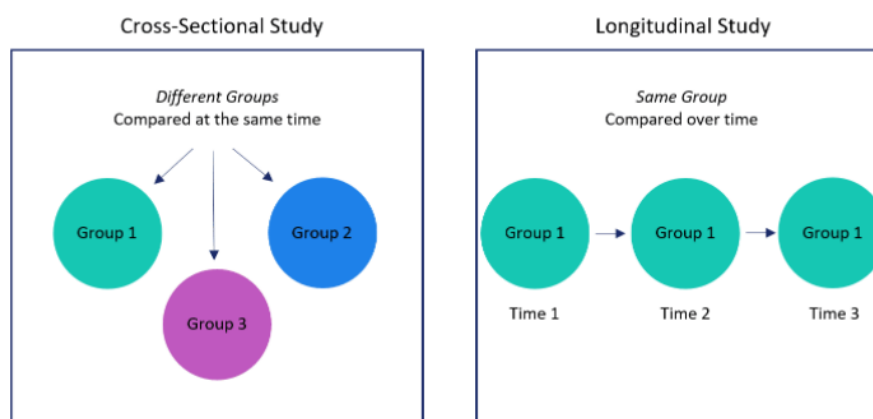 Cross-Sectional Study
Different Groups
Compared at the same time
Group 1
Group 2
Group 3
Longitudinal Study
Same Group
Compared over time
Group 1
Group 1
Group 1
Time 1
Time 2
Time 3